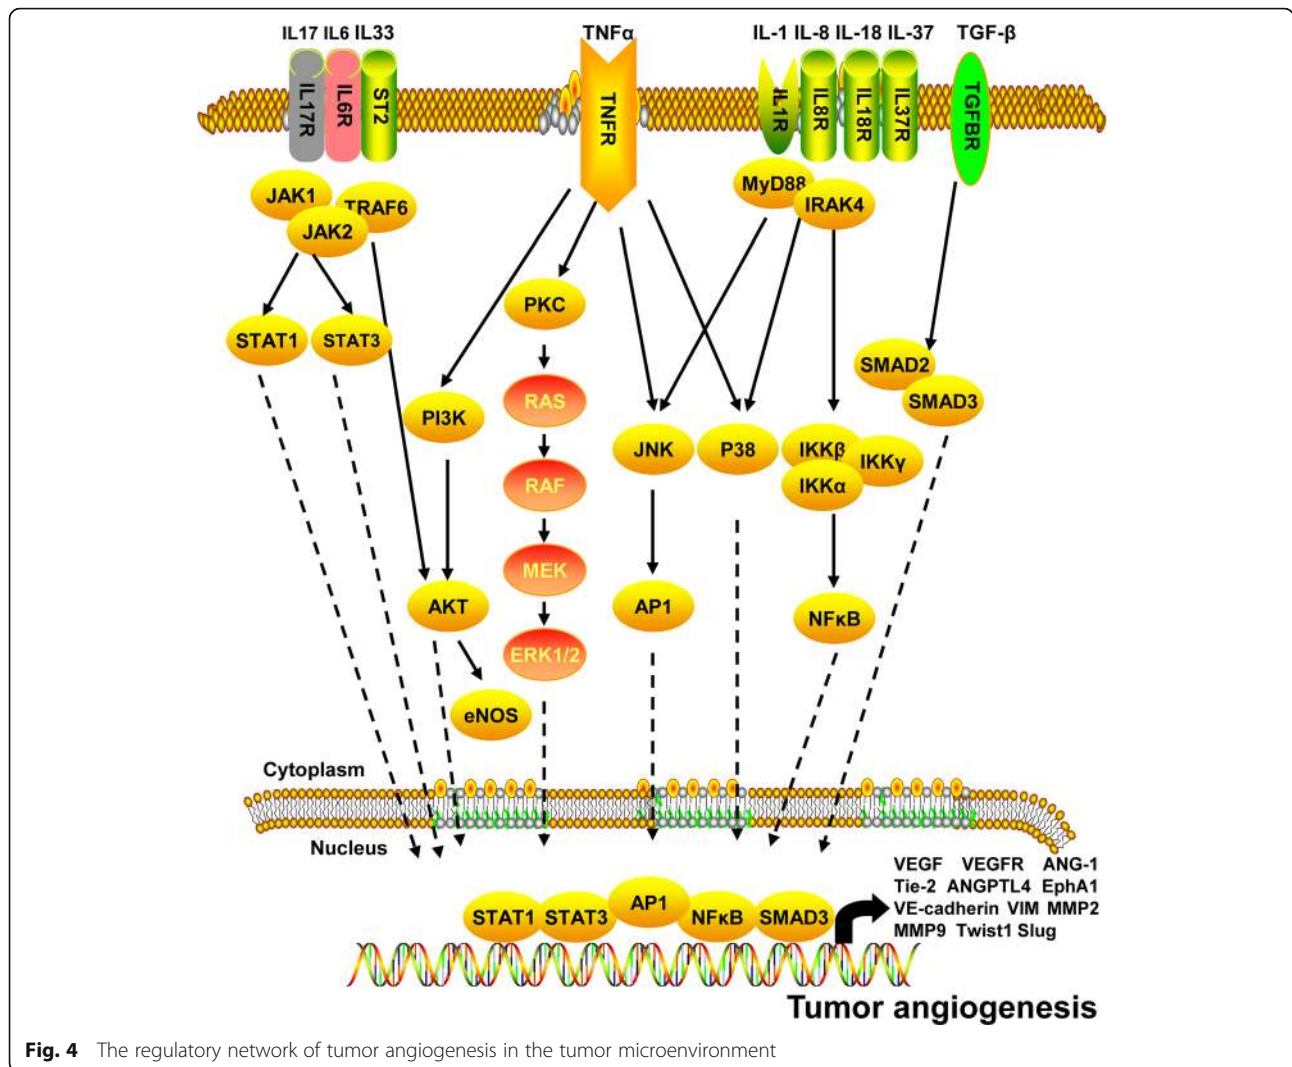 IL17 IL6 IL33 TNFα IL-1 IL-8 IL-18 IL-37 TGF-β
IL17R IL6R ST2 TNFR IL1R IL8R IL18R IL37R TGFBR
JAK1 TRAF6 MyD88 IRAK4
JAK2
PKC
STAT1 STAT3 SMAD2
RAS SMAD3
PI3K
JNK P38 IKKβ IKKγ
RAF IKKα
MEK
AKT AP1 NFκB
ERK1/2
eNOS
Cytoplasm
Nucleus
VEGF VEGFR ANG-1
Tie-2 ANGPTL4 EphA1
VE-cadherin VIM MMP2
MMP9 Twist1 Slug
STAT1 STAT3 AP1 NFκB SMAD3
Tumor angiogenesis
Fig. 4 The regulatory network of tumor angiogenesis in the tumor microenvironment